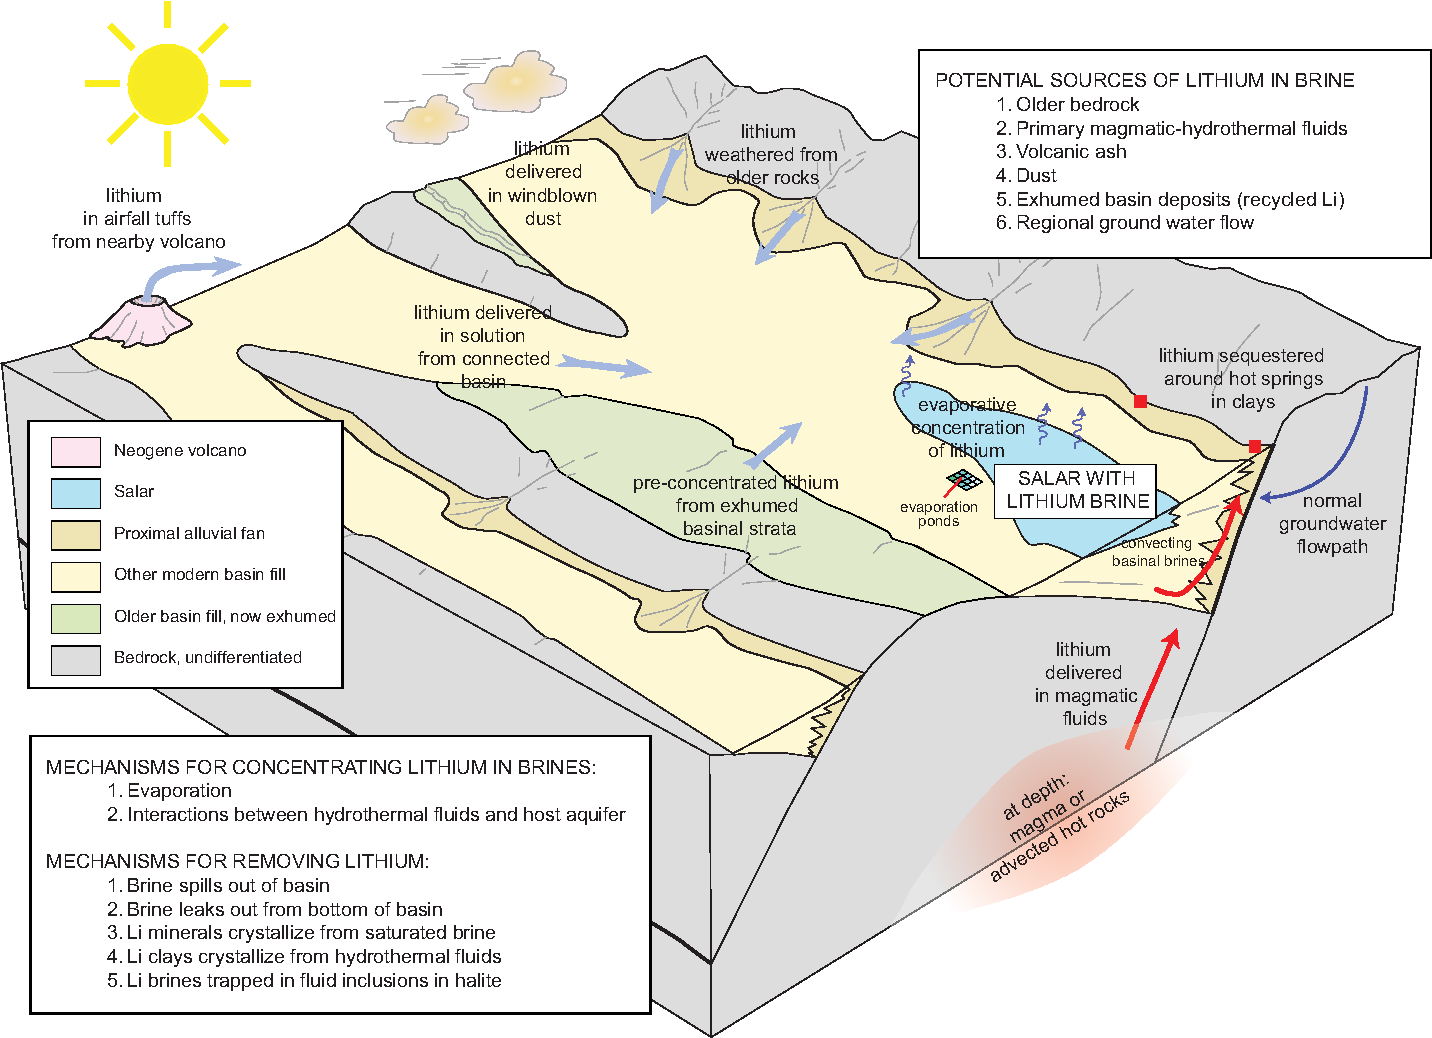 POTENTIAL SOURCES OF LITHIUM IN BRINE
1. Older bedrock
2. Primary magmatic-hydrothermal fluids
3. Volcanic ash
4. Dust
5. Exhumed basin deposits (recycled Li)
6. Regional ground water flow
lithium
weathered from
older rocks
lithium
delivered
in windblown
dust
lithium
in airfall tuffs
from nearby volcano
lithium delivered
in solution
from connected
basin
lithium sequestered
around hot springs
in clays
evaporative
concentration
of lithium
SALAR WITH
LITHIUM BRINE
pre-concentrated lithium
from exhumed
basinal strata
evaporation
ponds
convecting
basinal brines
normal
groundwater
flowpath
Neogene volcano
Salar
Proximal alluvial fan
Other modern basin fill
Older basin fill, now exhumed
Bedrock, undifferentiated
lithium
delivered
in magmatic
fluids
at depth:
magma or
advected hot rocks
MECHANISMS FOR CONCENTRATING LITHIUM IN BRINES:
1. Evaporation
2. Interactions between hydrothermal fluids and host aquifer
MECHANISMS FOR REMOVING LITHIUM:
1. Brine spills out of basin
2. Brine leaks out from bottom of basin
3. Li minerals crystallize from saturated brine
4. Li clays crystallize from hydrothermal fluids
5. Li brines trapped in fluid inclusions in halite